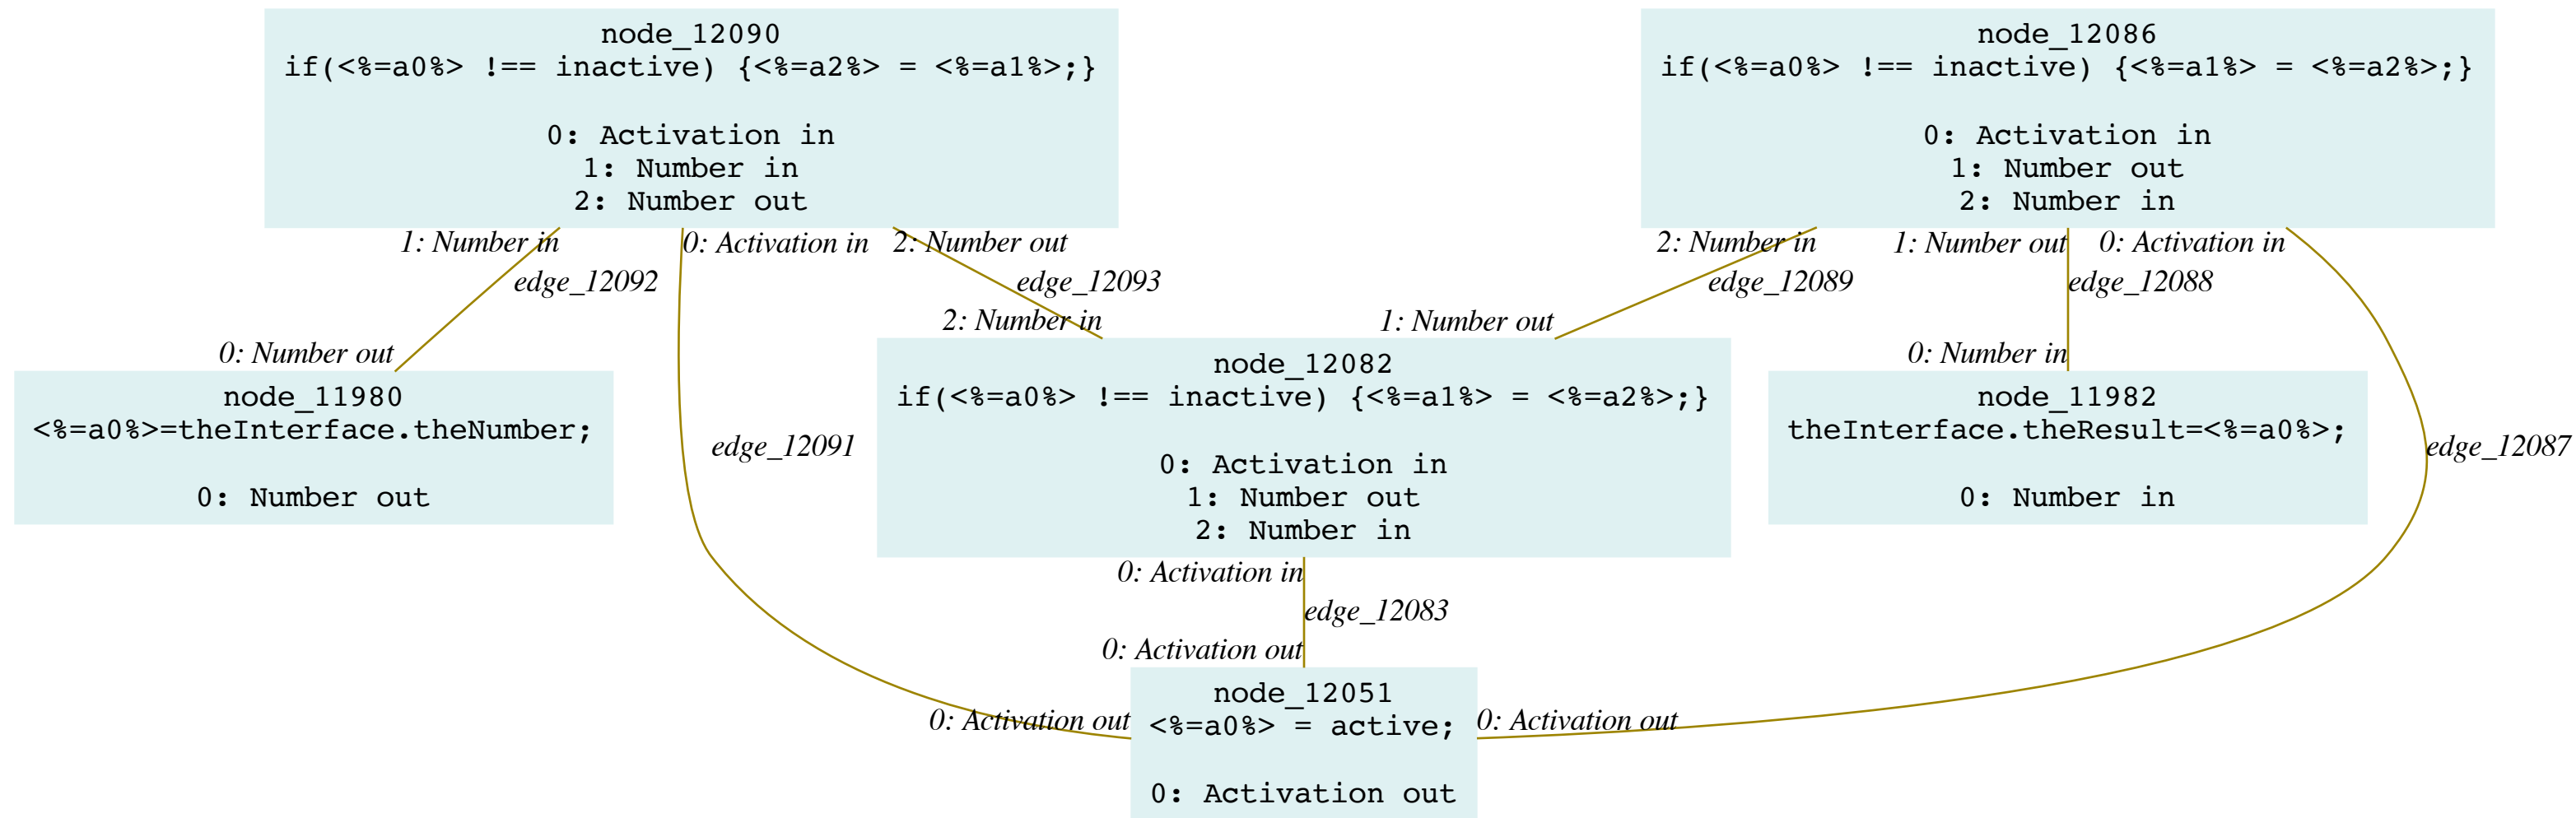 node_12090
if(<%=a0%> !== inactive) {<%=a2%> = <%=a1%>;}
0: Activation in
1: Number in
2: Number out
node_12086
if(<%=a0%> !== inactive) {<%=a1%> = <%=a2%>;}
0: Activation in
1: Number out
2: Number in
1: Number in
0: Activation in
2: Number out
2: Number in
1: Number out
0: Activation in
edge_12092
edge_12093
edge_12089
edge_12088
2: Number in
1: Number out
0: Number out
0: Number in
node_11980
<%=a0%>=theInterface.theNumber;
0: Number out
node_12082
if(<%=a0%> !== inactive) {<%=a1%> = <%=a2%>;}
0: Activation in
1: Number out
2: Number in
node_11982
theInterface.theResult=<%=a0%>;
0: Number in
edge_12091
edge_12087
0: Activation in
edge_12083
0: Activation out
0: Activation out
node_12051
<%=a0%> = active;
0: Activation out
0: Activation out